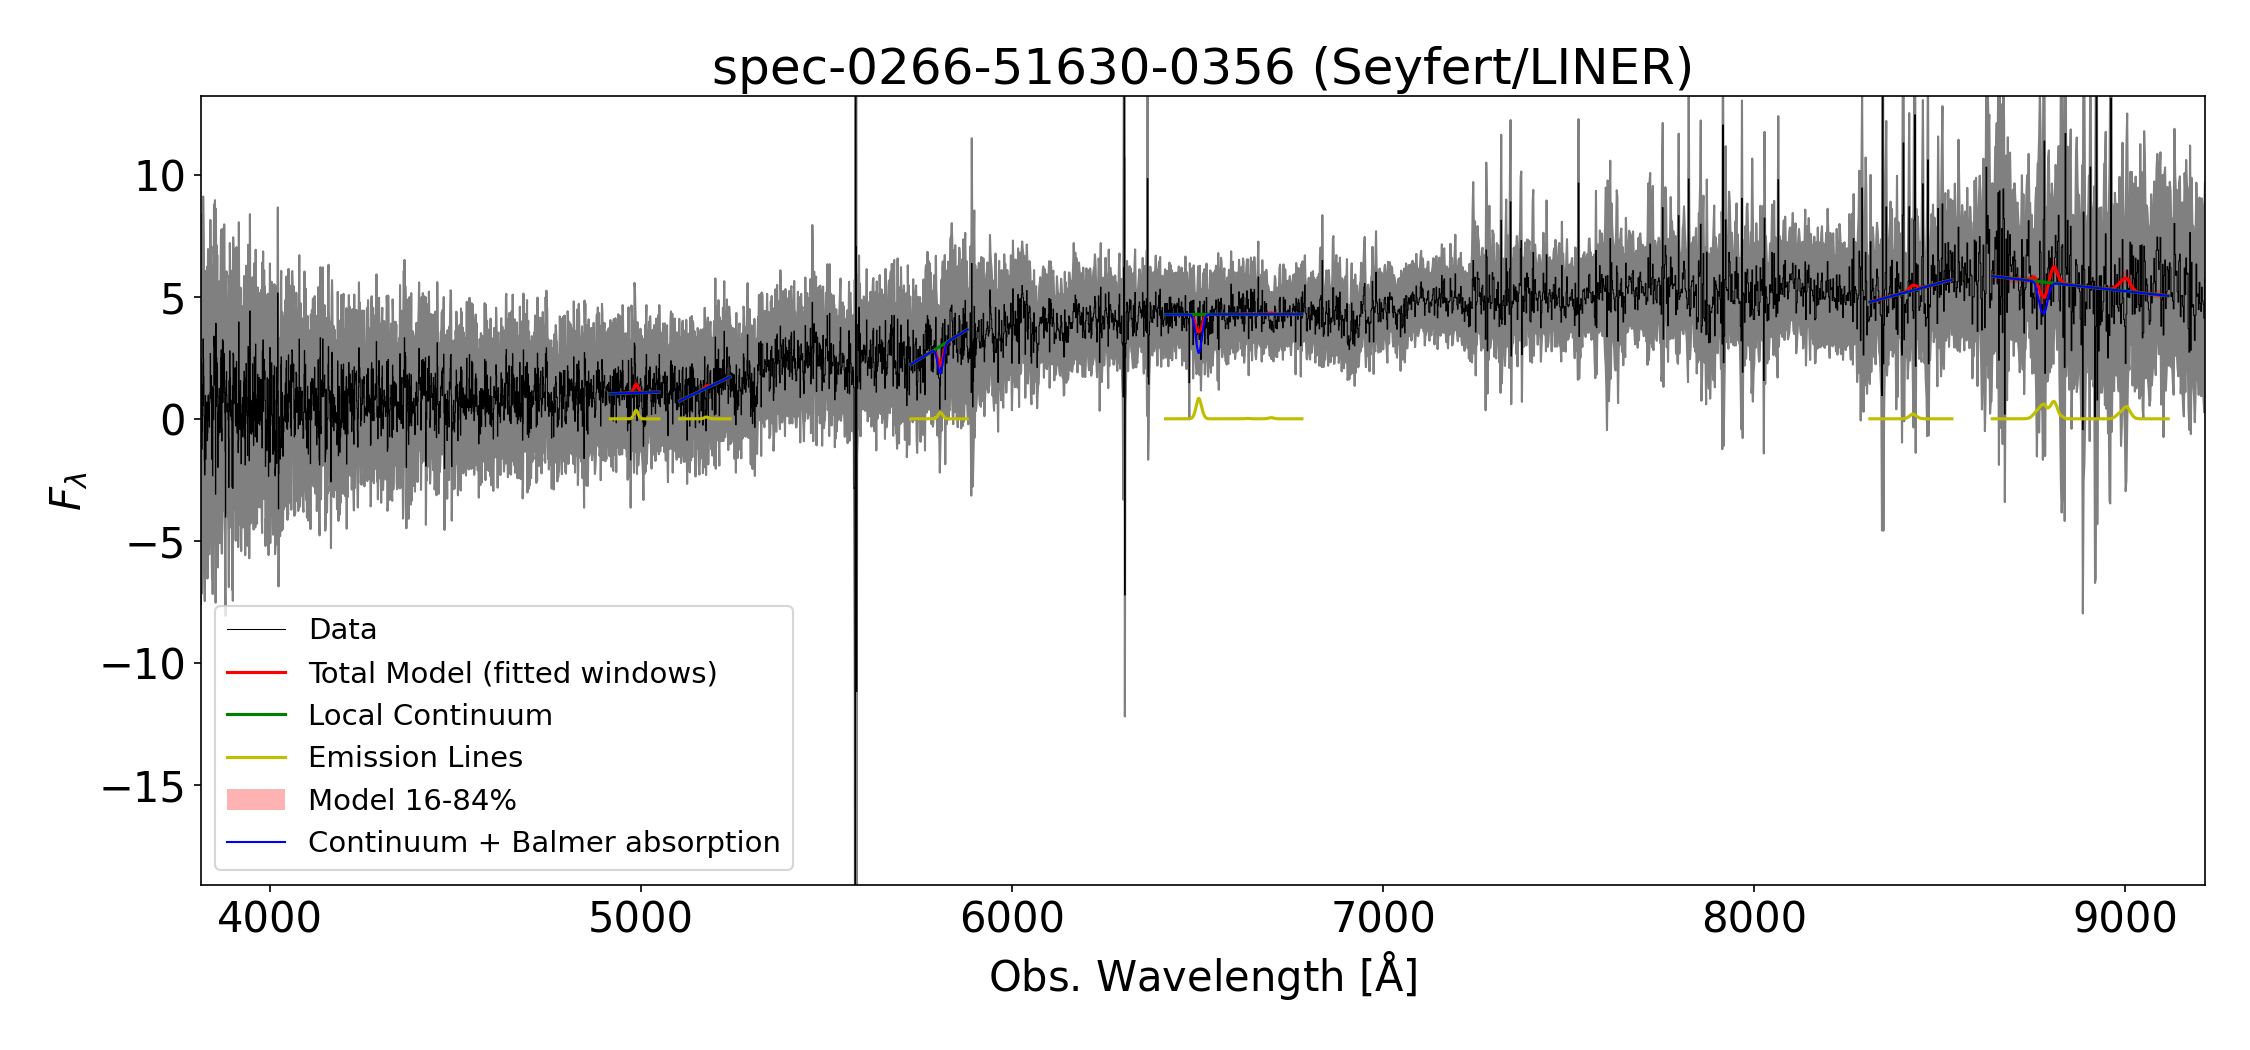 spec-0266-51630-0356 (Seyfert/LINER)
10
5
0
−5
−10
−15
F_λ
Data
Total Model (fitted windows)
Local Continuum
Emission Lines
Model 16-84%
Continuum + Balmer absorption
4000 5000 6000 7000 8000 9000
Obs. Wavelength [Å]